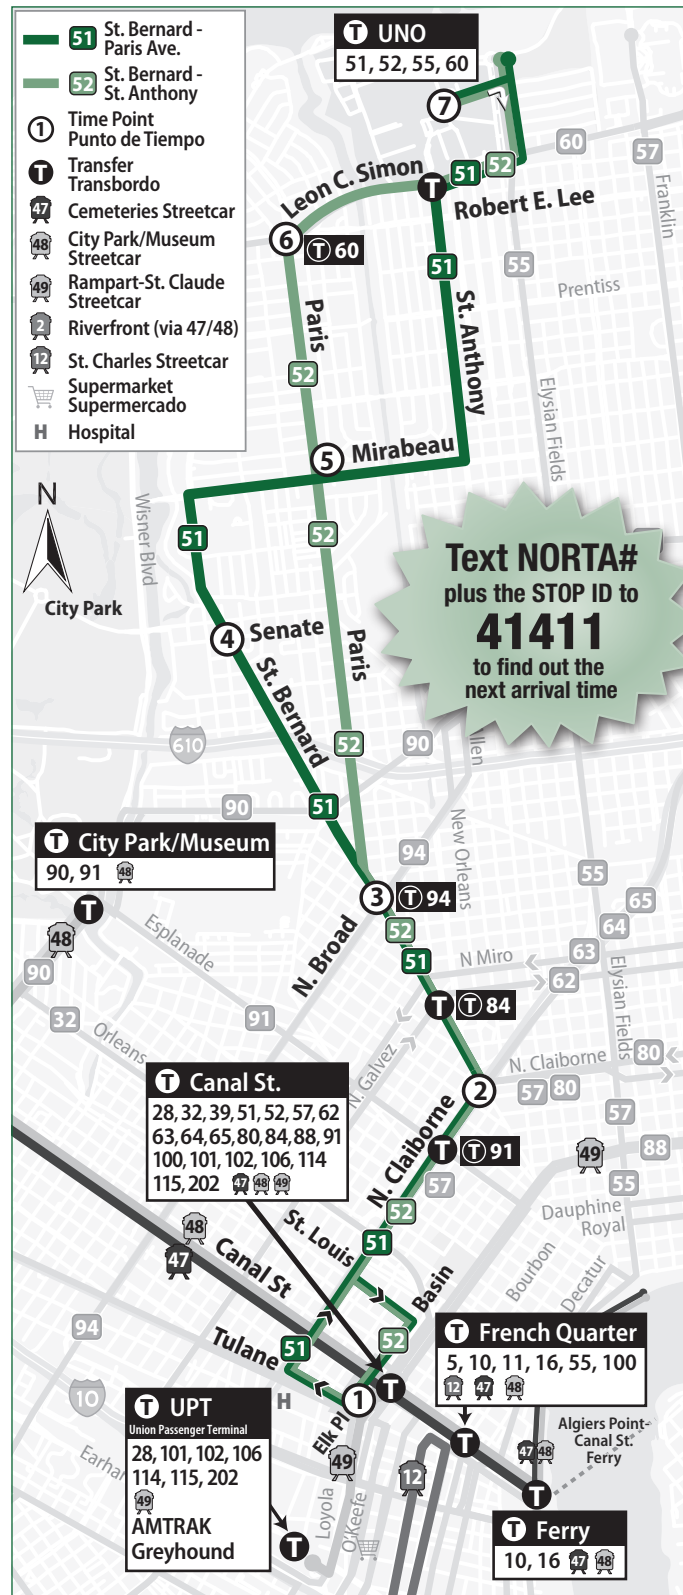 51 St. Bernard -
Paris Ave.
52 St. Bernard -
St. Anthony
1 Time Point
Punto de Tiempo
T Transfer
Transbordo
47 Cemeteries Streetcar
48 City Park/Museum
Streetcar
49 Rampart-St. Claude
Streetcar
2 Riverfront (via 47/48)
12 St. Charles Streetcar
Supermarket
Supermercado
H Hospital
T UNO
51, 52, 55, 60
7
60
57
52
51
Leon C. Simon
T
Robert E. Lee
Franklin
6
T 60
51
55
Prentiss
Paris
St. Anthony
52
Elysian Fields
Mirabeau
5
N
City Park
Wisner Blvd
51
52
Text NORTA#
plus the STOP ID to
41411
to find out the
next arrival time
4
Senate
Paris
St. Bernard
610
52
90
51
90
New Orleans
T City Park/Museum
90, 91 48
94
55
T
3
T 94
65
48
Esplanade
N. Broad
52
64
90
51
N Miro
63
62
Elysian Fields
32
91
T
T 84
Orleans
N. Galvez
N. Claiborne
80
T Canal St.
28, 32, 39, 51, 52, 57, 62
63, 64, 65, 80, 84, 88, 91
100, 101, 102, 106, 114
115, 202 47 48 49
2
57
80
57
N. Claiborne
T
T 91
49
88
57
55
52
Dauphine
Royal
St. Louis
51
48
47
Canal St
Bourbon
Decatur
Basin
94
Tulane
51
52
T French Quarter
5, 10, 11, 16, 55, 100
12 47 48
10
H
1
T
Elk Pl
T UPT
Union Passenger Terminal
28, 101, 102, 106
114, 115, 202
49
AMTRAK
Greyhound
Algiers Point-
Canal St.
Ferry
T
47 48
49
12
T
Loyola
O'Keefe
T
T Ferry
10, 16 47 48